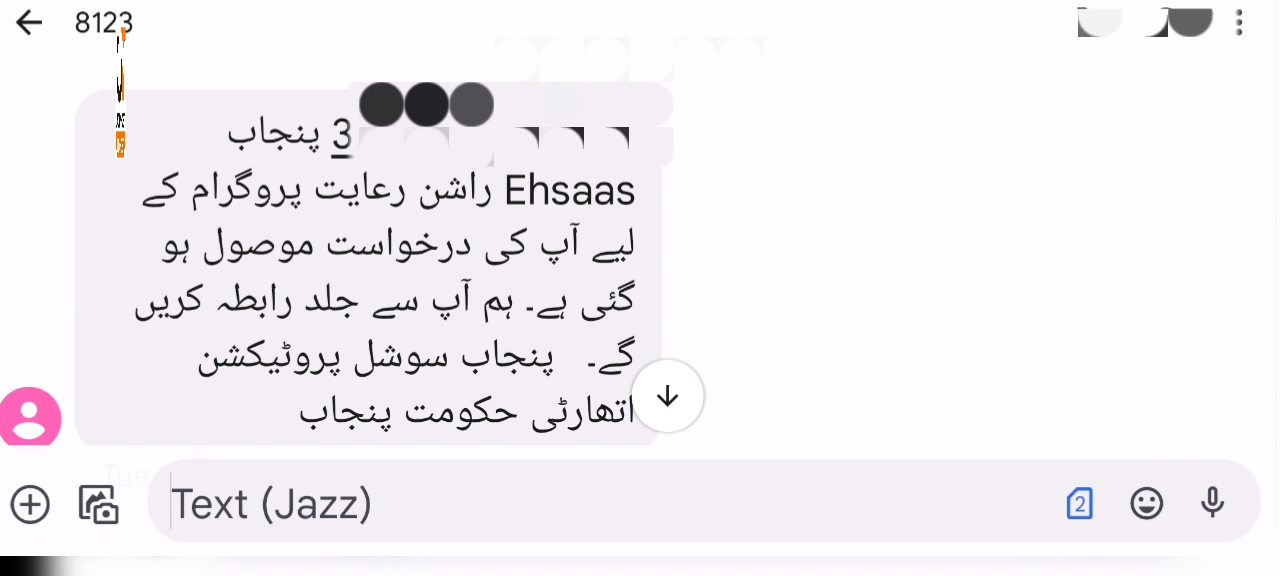 8123
3 پنجاب
Ehsaas راشن رعایت پروگرام کے
لیے آپ کی درخواست موصول ہو
گئی ہے۔ ہم آپ سے جلد رابطہ کریں
گے۔ پنجاب سوشل پروٹیکشن
اتھارٹی حکومت پنجاب
Tue
Text (Jazz)
2